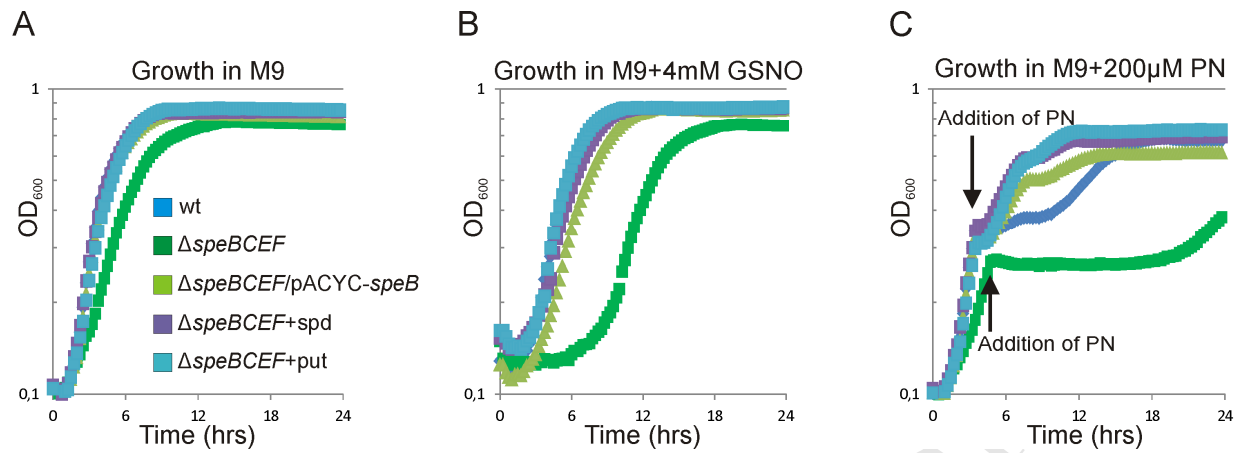 A
Growth in M9
1
OD600
0,1
0 6 12 18 24
Time (hrs)
wt
ΔspeBCEF
ΔspeBCEF/pACYC-speB
ΔspeBCEF+spd
ΔspeBCEF+put
B
Growth in M9+4mM GSNO
1
OD600
0,1
0 6 12 18 24
Time (hrs)
C
Growth in M9+200µM PN
1
Addition of PN
OD600
Addition of PN
0,1
0 6 12 18 24
Time (hrs)